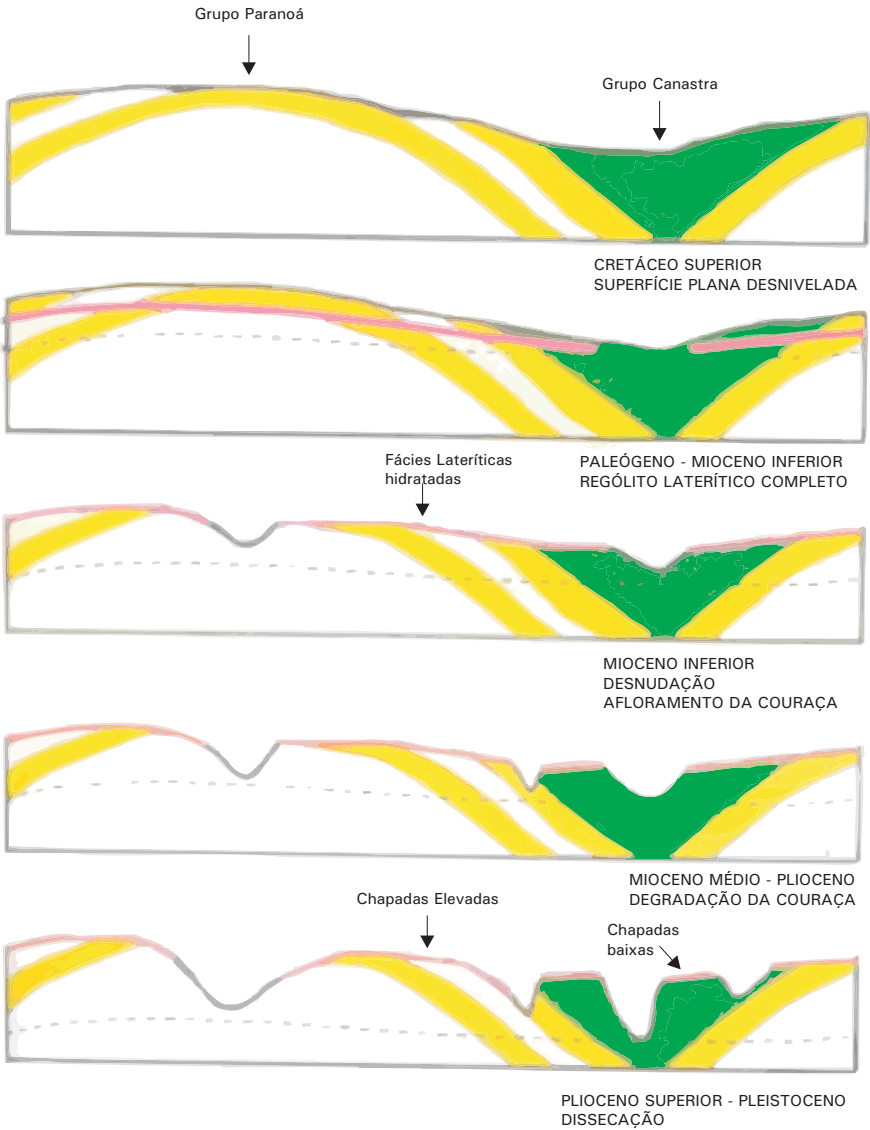 Grupo Paranoá
Grupo Canastra
CRETÁCEO SUPERIOR
SUPERFÍCIE PLANA DESNIVELADA
PALEÓGENO - MIOCENO INFERIOR
REGÓLITO LATERÍTICO COMPLETO
Fácies Lateríticas
hidratadas
MIOCENO INFERIOR
DESNUDAÇÃO
AFLORAMENTO DA COURAÇA
MIOCENO MÉDIO - PLIOCENO
DEGRADAÇÃO DA COURAÇA
Chapadas Elevadas
Chapadas
baixas
PLIOCENO SUPERIOR - PLEISTOCENO
DISSECAÇÃO